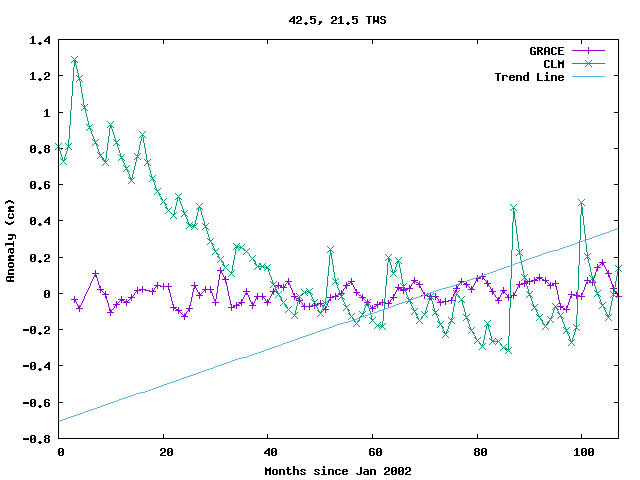 42.5, 21.5 TWS
GRACE
CLM
Trend Line
Anomaly (cm)
1.4
1.2
1
0.8
0.6
0.4
0.2
0
-0.2
-0.4
-0.6
-0.8
0 20 40 60 80 100
Months since Jan 2002